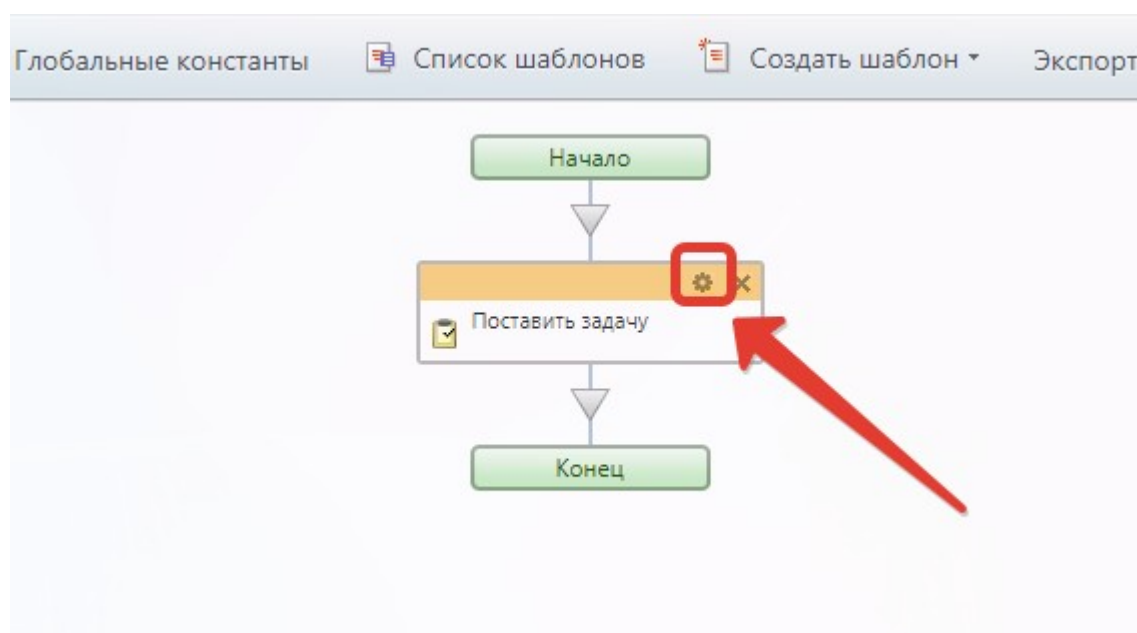 Глобальные константы Список шаблонов Создать шаблон Экспорт
Начало
Поставить задачу
Конец